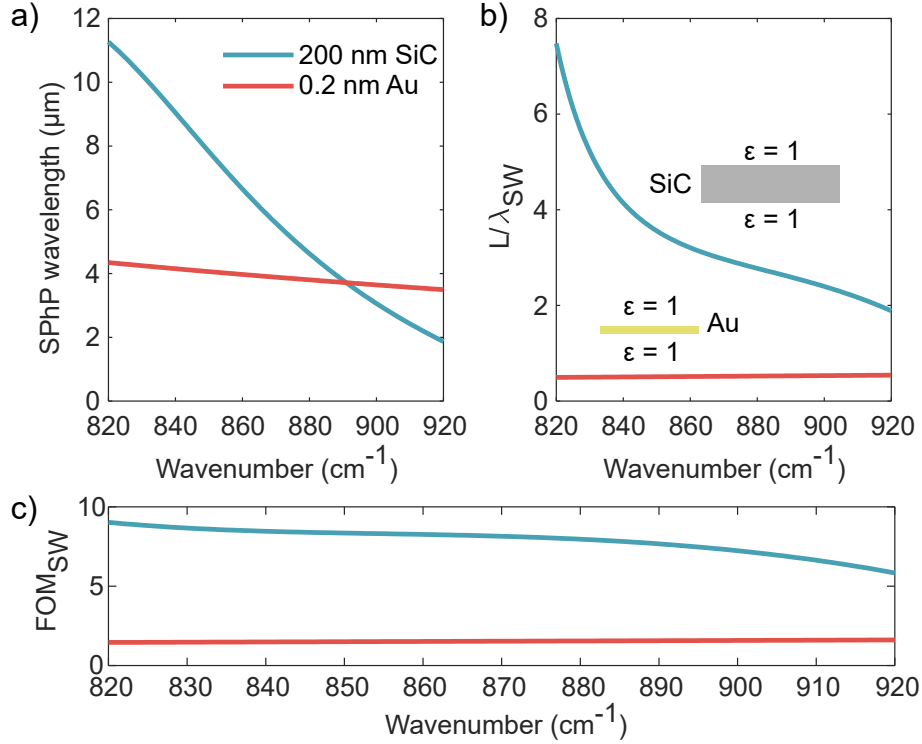 a)
12
10
8
6
4
2
0
SPhP wavelength (μm)
200 nm SiC
0.2 nm Au
820 840 860 880 900 920
Wavenumber (cm⁻¹)
b)
8
6
4
2
0
L/λSW
ε = 1
SiC
ε = 1
ε = 1
Au
ε = 1
820 840 860 880 900 920
Wavenumber (cm⁻¹)
c)
10
5
0
FOMSW
820 830 840 850 860 870 880 890 900 910 920
Wavenumber (cm⁻¹)